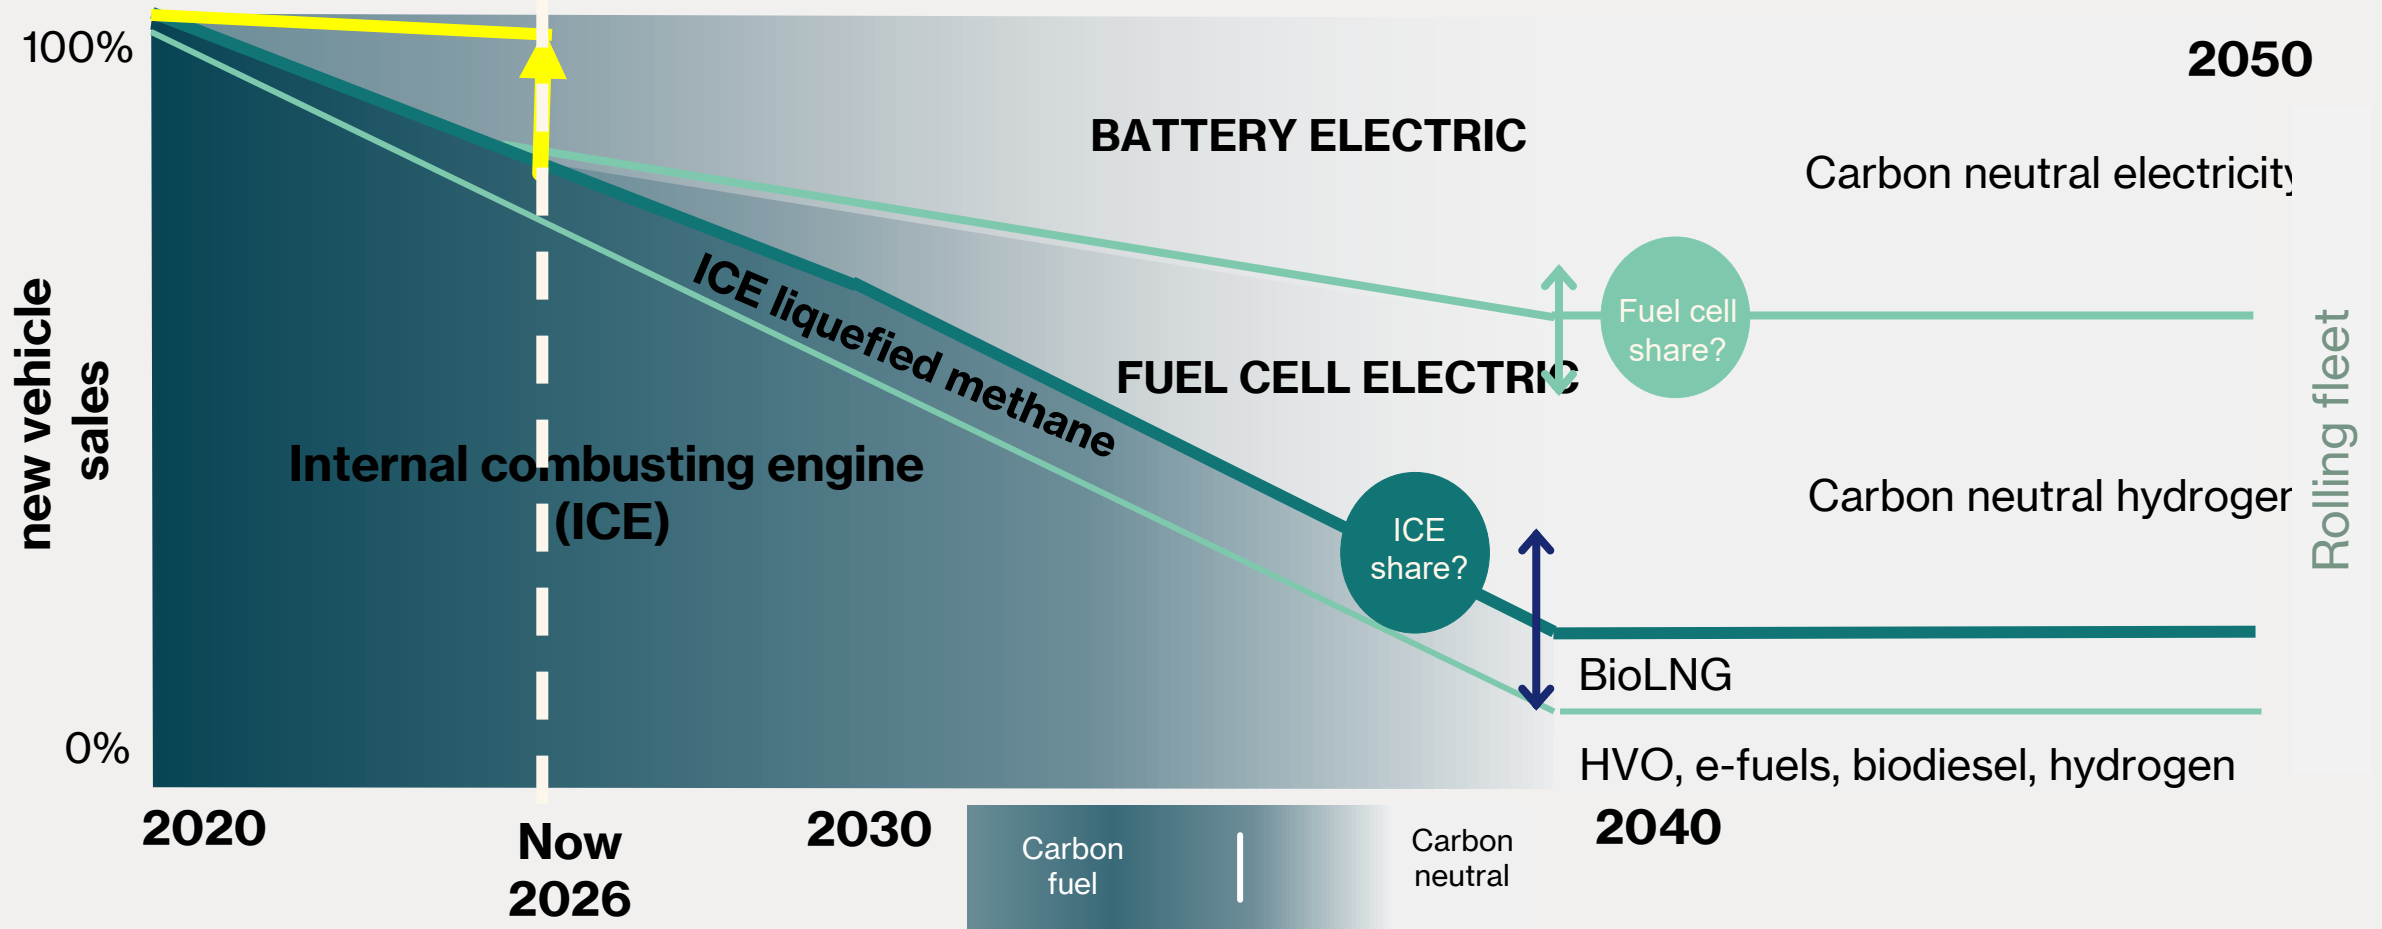 100%
2050
BATTERY ELECTRIC
Carbon neutral electricity
new vehicle
sales
ICE liquefied methane
Fuel cell
share?
FUEL CELL ELECTRIC
Rolling fleet
Internal combusting engine
(ICE)
Carbon neutral hydrogen
ICE
share?
BioLNG
0%
HVO, e-fuels, biodiesel, hydrogen
2020
Now
2026
2030
Carbon
fuel
Carbon
neutral
2040